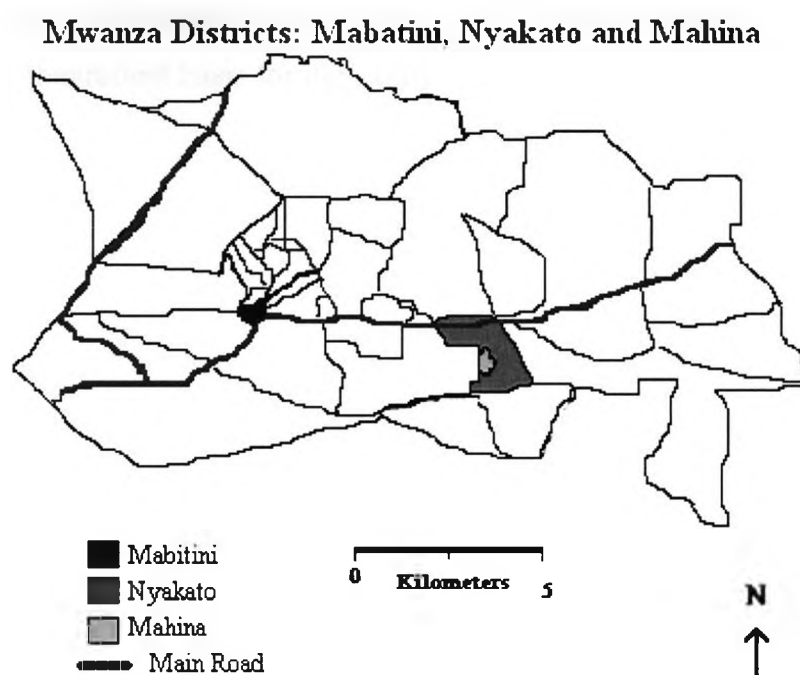 Mwanza Districts: Mabatini, Nyakato and Mahina
Mabitini
Nyakato
Mahina
Main Road
0 Kilometers 5
N